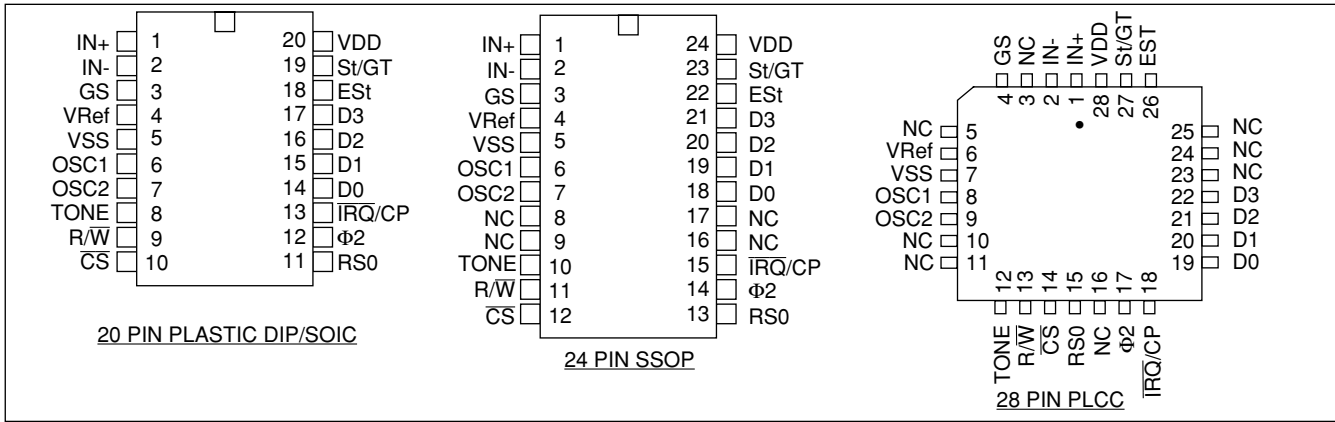 IN+ 1 20 VDD
IN- 2 19 St/GT
GS 3 18 ESt
VRef 4 17 D3
VSS 5 16 D2
OSC1 6 15 D1
OSC2 7 14 D0
TONE 8 13 I̅R̅Q̅/CP
R/W̅ 9 12 Φ2
C̅S̅ 10 11 RS0
20 PIN PLASTIC DIP/SOIC
IN+ 1 24 VDD
IN- 2 23 St/GT
GS 3 22 ESt
VRef 4 21 D3
VSS 5 20 D2
OSC1 6 19 D1
OSC2 7 18 D0
NC 8 17 NC
NC 9 16 NC
TONE 10 15 I̅R̅Q̅/CP
R/W̅ 11 14 Φ2
C̅S̅ 12 13 RS0
24 PIN SSOP
GS NC IN- IN+ VDD St/GT EST
4 3 2 1 28 27 26
NC 5 25 NC
VRef 6 24 NC
VSS 7 23 NC
OSC1 8 22 D3
OSC2 9 21 D2
NC 10 20 D1
NC 11 19 D0
12 13 14 15 16 17 18
TONE R/W̅ C̅S̅ RS0 NC Φ2 I̅R̅Q̅/CP
28 PIN PLCC